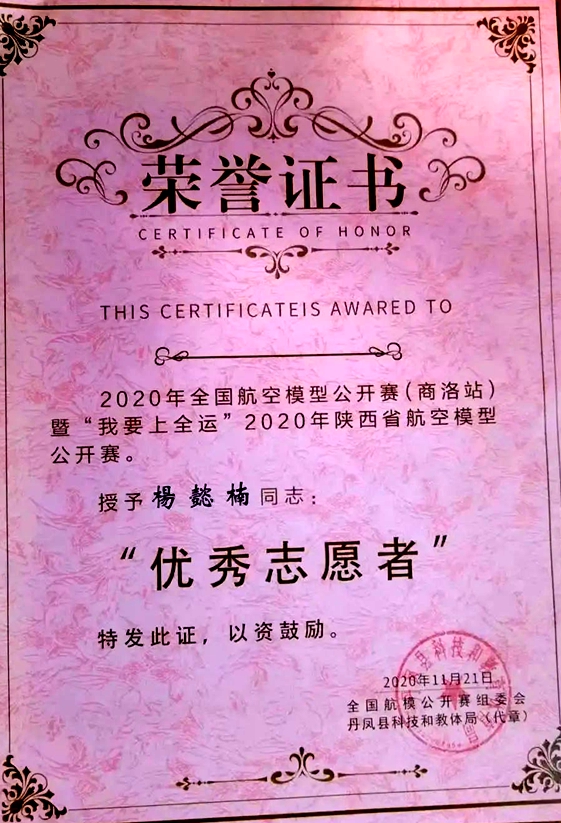 荣誉证书
CERTIFICATE OF HONOR
THIS CERTIFICATEIS AWARED TO
2020年全国航空模型公开赛(商洛站)
暨“我要上全运”2020年陕西省航空模型
公开赛。
授予楊懿楠同志:
“优秀志愿者”
特发此证,以资鼓励。
2020年11月21日
全国航模公开赛组委会
丹凤县科技和教体局(代章)
县科技和